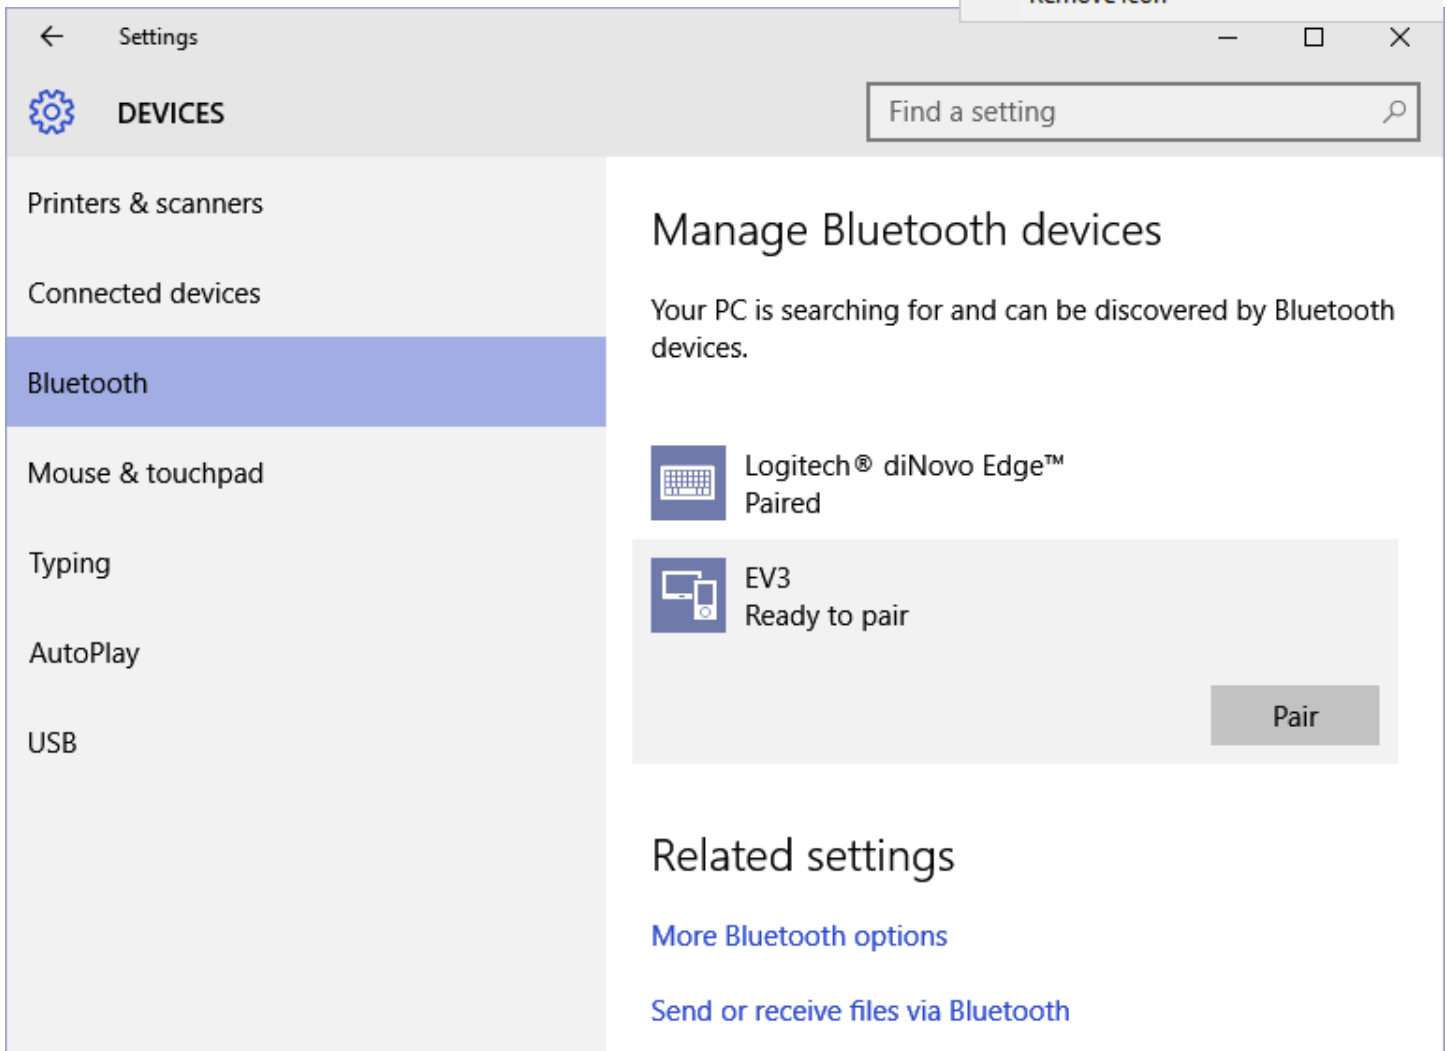 Remove icon
Settings
DEVICES
Find a setting
Printers & scanners
Connected devices
Bluetooth
Mouse & touchpad
Typing
AutoPlay
USB
Manage Bluetooth devices
Your PC is searching for and can be discovered by Bluetooth
devices.
Logitech® diNovo Edge™
Paired
EV3
Ready to pair
Pair
Related settings
More Bluetooth options
Send or receive files via Bluetooth